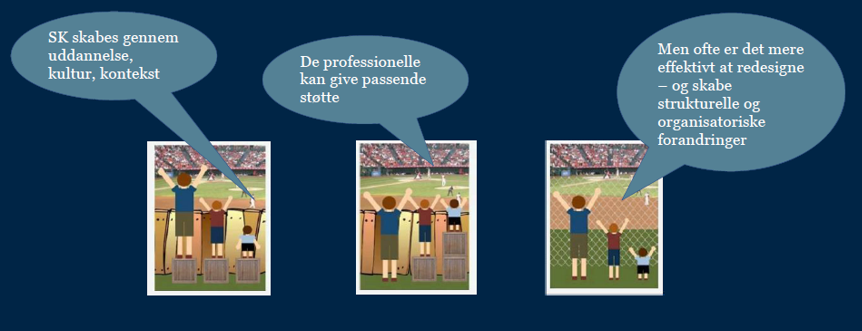 SK skabes gennem
uddannelse,
kultur, kontekst
De professionelle
kan give passende
støtte
Men ofte er det mere
effektivt at redesigne
– og skabe
strukturelle og
organisatoriske
forandringer